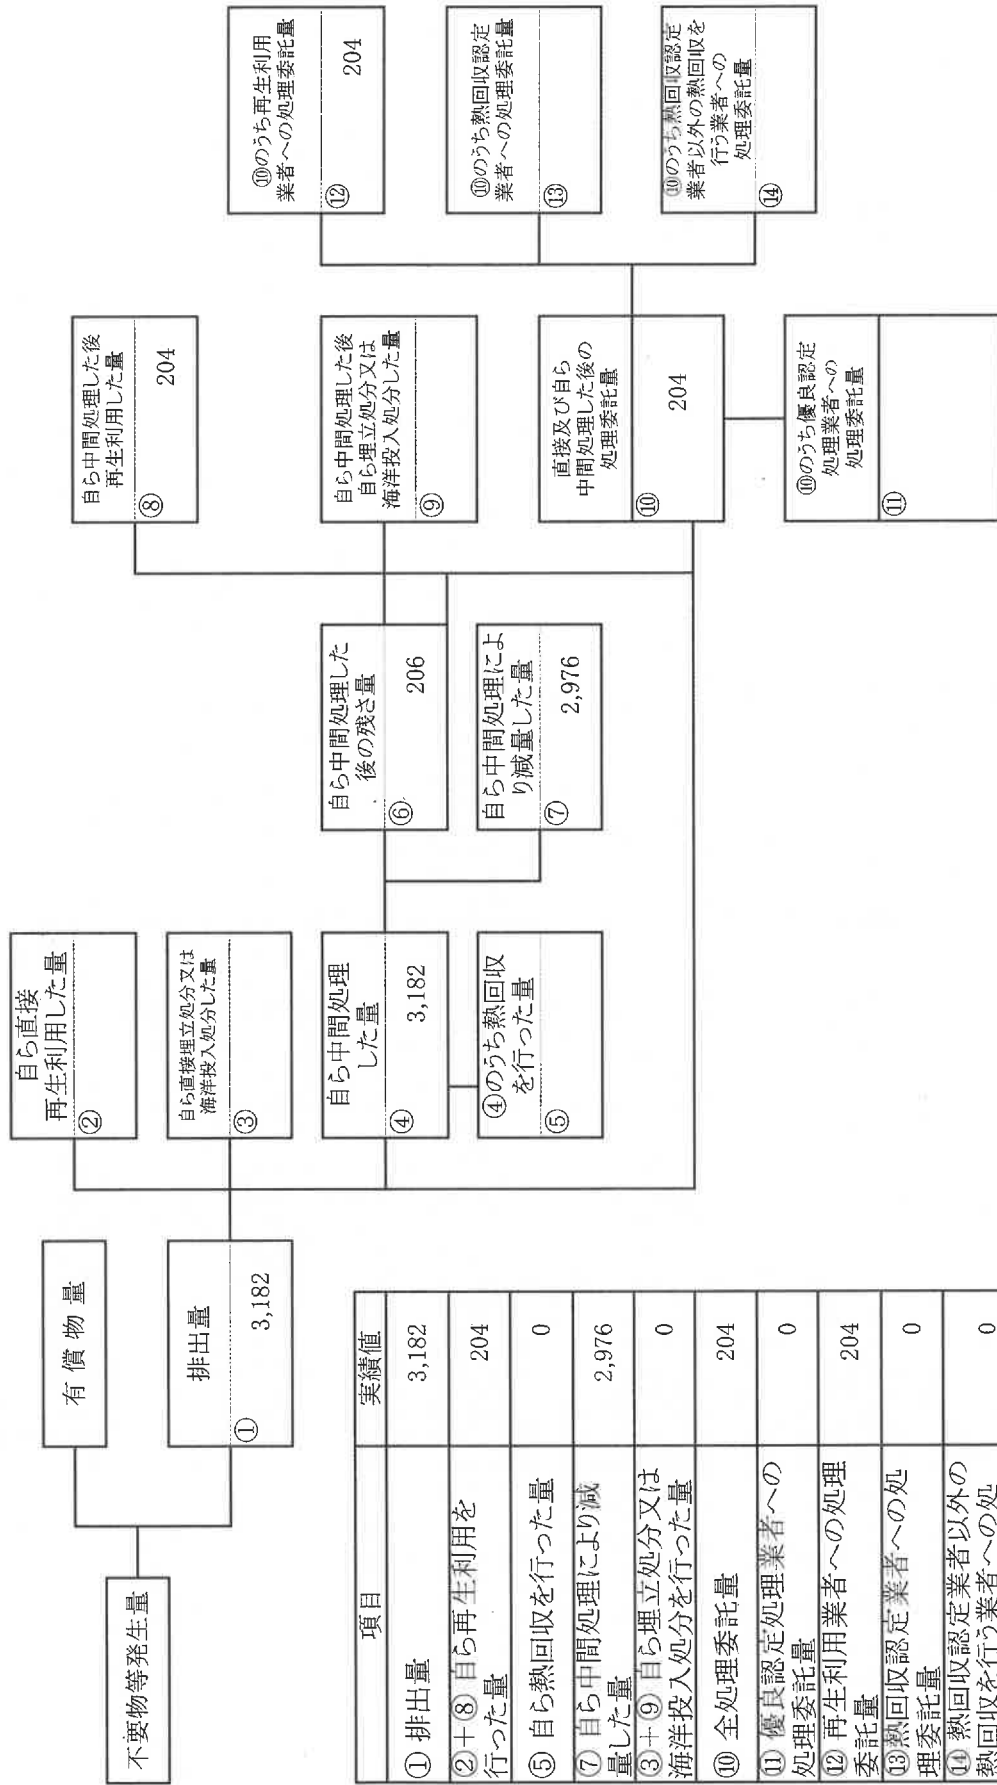 不要物等発生量
有償物量
排出量
①
3,182
自ら直接
再生利用した量
②
自ら直接埋立処分又は
海洋投入処分した量
③
自ら中間処理
した量
④
3,182
④のうち熱回収
を行った量
⑤
自ら中間処理した
後の残さ量
⑥
206
自ら中間処理によ
り減量した量
⑦
2,976
自ら中間処理した後
再生利用した量
⑧
204
自ら中間処理した後
自ら埋立処分又は
海洋投入処分した量
⑨
直接及び自ら
中間処理した後の
処理委託量
⑩
204
⑩のうち優良認定
処理業者への
処理委託量
⑪
⑩のうち再生利用
業者への処理委託量
⑫
204
⑩のうち熱回収認定
業者への処理委託量
⑬
⑩のうち熱回収認定
業者以外の熱回収を
行う業者への
処理委託量
⑭
項目 実績値
① 排出量 3,182
②+⑧ 自ら再生利用を
行った量 204
⑤ 自ら熱回収を行った量 0
⑦ 自ら中間処理により減
量した量 2,976
③+⑨ 自ら埋立処分又は
海洋投入処分を行った量 0
⑩ 全処理委託量 204
⑪ 優良認定処理業者への
処理委託量 0
⑫ 再生利用業者への処理
委託量 204
⑬熱回収認定業者への処
理委託量 0
⑭ 熱回収認定業者以外の
熱回収を行う業者への処 0